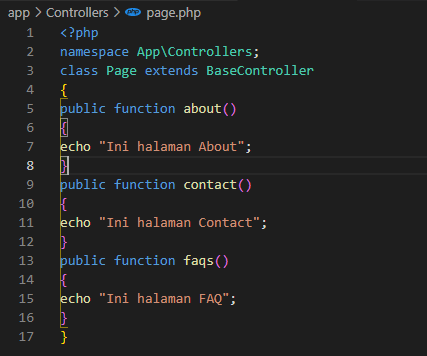 app > Controllers > php page.php
1 <?php
2 namespace App\Controllers;
3 class Page extends BaseController
4 {
5 public function about()
6 {
7 echo "Ini halaman About";
8 }
9 public function contact()
10 {
11 echo "Ini halaman Contact";
12 }
13 public function faqs()
14 {
15 echo "Ini halaman FAQ";
16 }
17 }